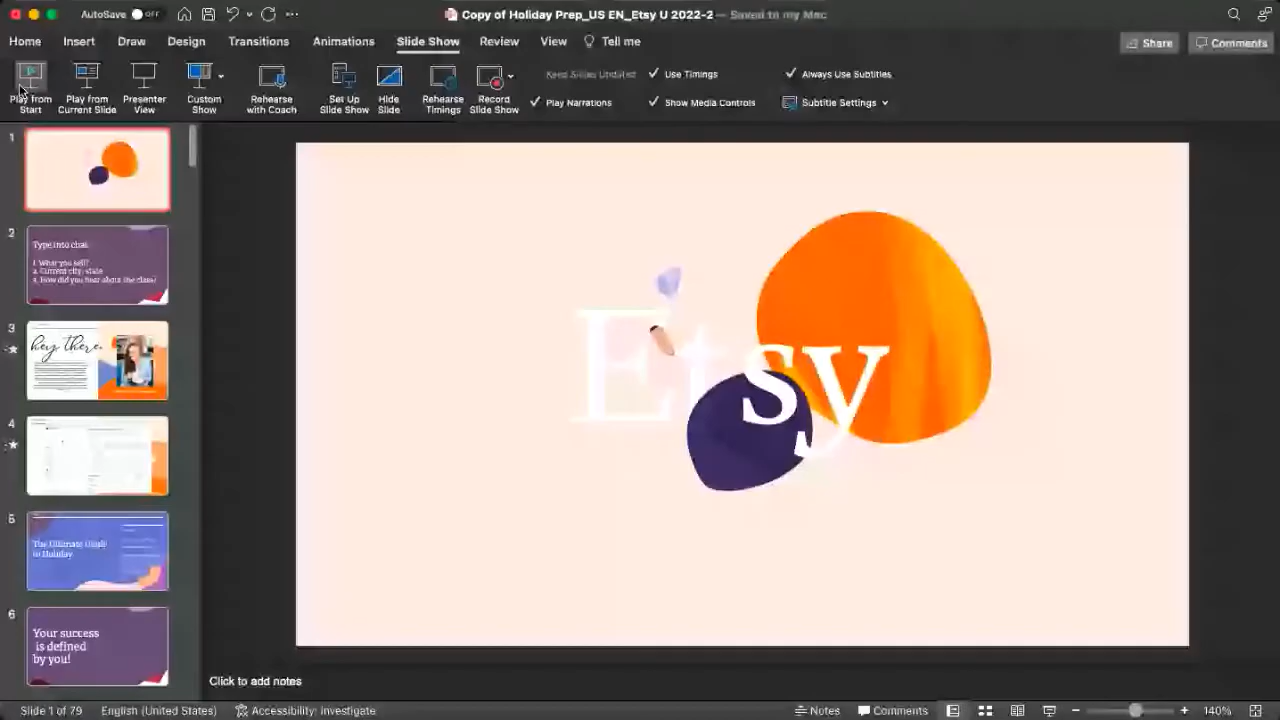 AutoSave OFF
Copy of Holiday Prep_US EN_Etsy U 2022-2 — Saved to my Mac
Home Insert Draw Design Transitions Animations Slide Show Review View Tell me
Share Comments
Play from Start
Play from Current Slide
Presenter View
Custom Show
Rehearse with Coach
Set Up Slide Show
Hide Slide
Rehearse Timings
Record Slide Show
Keep Slides Updated
Play Narrations
Use Timings
Show Media Controls
Always Use Subtitles
Subtitle Settings
1
2
Type into chat
1. What you sell?
2. Current city, state
3. How did you hear about the class?
3
hey there.
4
5
The Ultimate Guide
to Holiday
6
Your success
is defined
by you!
Etsy
Click to add notes
Slide 1 of 79 English (United States) Accessibility: Investigate
Notes Comments 140%